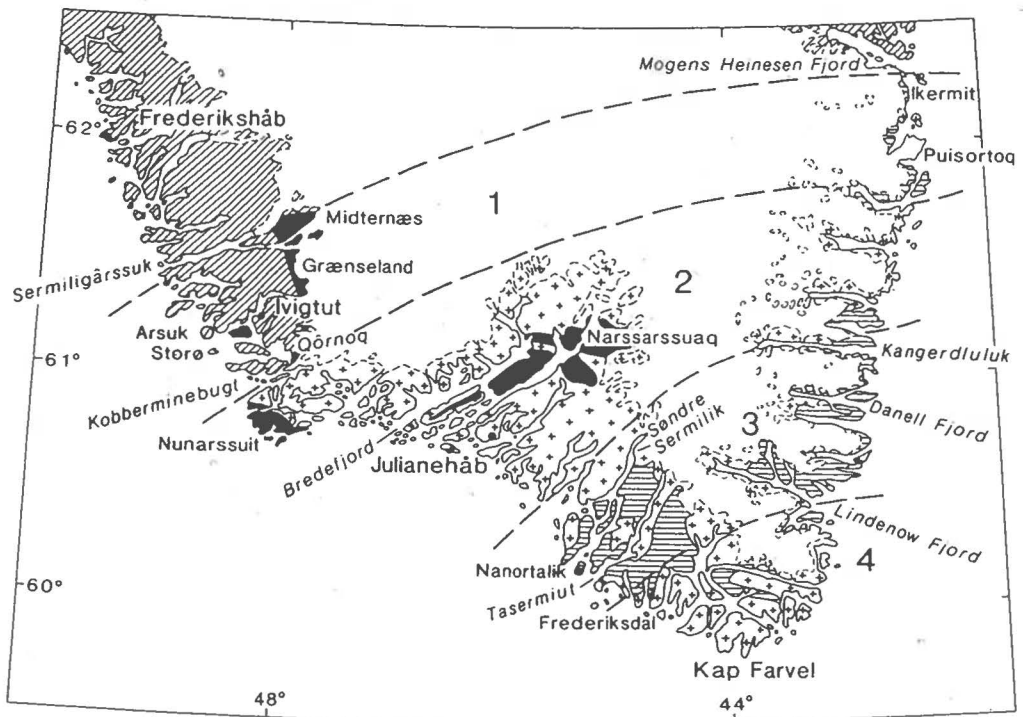 Mogens Heinesen Fjord
Ikermit
62°
Frederikshåb
Puisortoq
1
Midternæs
Grænseland
Sermiligârssuk
2
Ivigtut
Arsuk
Storø
Qôrnoq
Narssarssuaq
61°
Kangerdluluk
Kobberminebugt
Nunarssuit
Bredefjord
Julianehåb
Søndre
Sermilik
3
Danell Fjord
Lindenow Fjord
4
60°
Nanortalik
Tasermiut
Frederiksdal
Kap Farvel
48°
44°